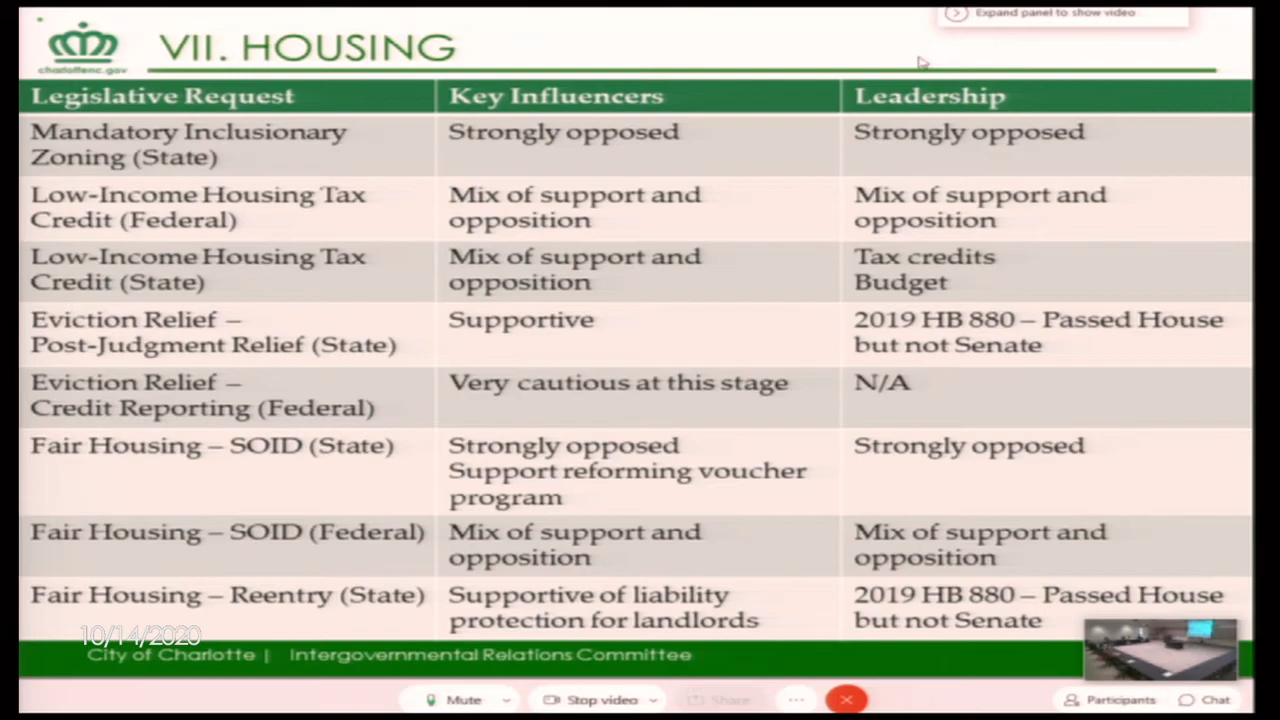 Expand panel to show video
charlottenc.gov
VII. HOUSING
Legislative Request
Key Influencers
Leadership
Mandatory Inclusionary
Zoning (State)
Strongly opposed
Strongly opposed
Low-Income Housing Tax
Credit (Federal)
Mix of support and
opposition
Mix of support and
opposition
Low-Income Housing Tax
Credit (State)
Mix of support and
opposition
Tax credits
Budget
Eviction Relief –
Post-Judgment Relief (State)
Supportive
2019 HB 880 – Passed House
but not Senate
Eviction Relief –
Credit Reporting (Federal)
Very cautious at this stage
N/A
Fair Housing – SOID (State)
Strongly opposed
Support reforming voucher
program
Strongly opposed
Fair Housing – SOID (Federal)
Mix of support and
opposition
Mix of support and
opposition
Fair Housing – Reentry (State)
Supportive of liability
protection for landlords
2019 HB 880 – Passed House
but not Senate
10/14/2020
City of Charlotte | Intergovernmental Relations Committee
Mute
Stop video
Share
Participants
Chat